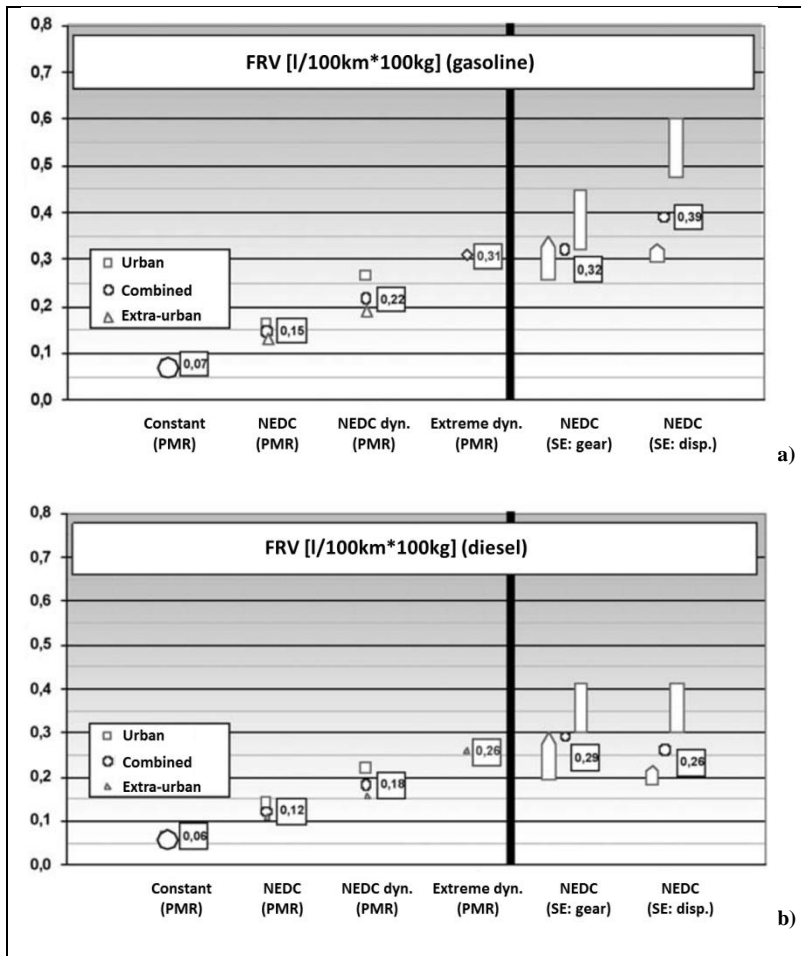 0,8
FRV [l/100km*100kg] (gasoline)
0,7
0,6
0,5
0,4
0,39
0,3
Urban
0,31
0,32
Combined
0,22
0,2
Extra-urban
0,15
0,1
0,07
0,0
Constant NEDC NEDC dyn. Extreme dyn. NEDC NEDC
(PMR) (PMR) (PMR) (PMR) (SE: gear) (SE: disp.)
a)
0,8
FRV [l/100km*100kg] (diesel)
0,7
0,6
0,5
0,4
0,3
Urban
0,26
0,29
0,26
Combined
0,2
0,18
Extra-urban
0,12
0,1
0,06
0,0
Constant NEDC NEDC dyn. Extreme dyn. NEDC NEDC
(PMR) (PMR) (PMR) (PMR) (SE: gear) (SE: disp.)
b)